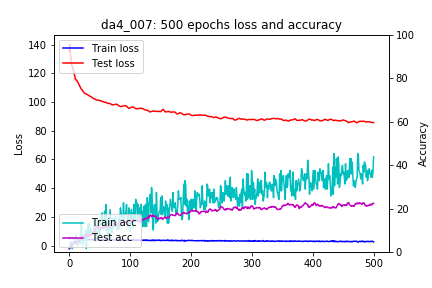 da4_007: 500 epochs loss and accuracy
Train loss
Test loss
Train acc
Test acc
Loss
Accuracy
140
120
100
80
60
40
20
0
100
80
60
40
20
0
0
100
200
300
400
500